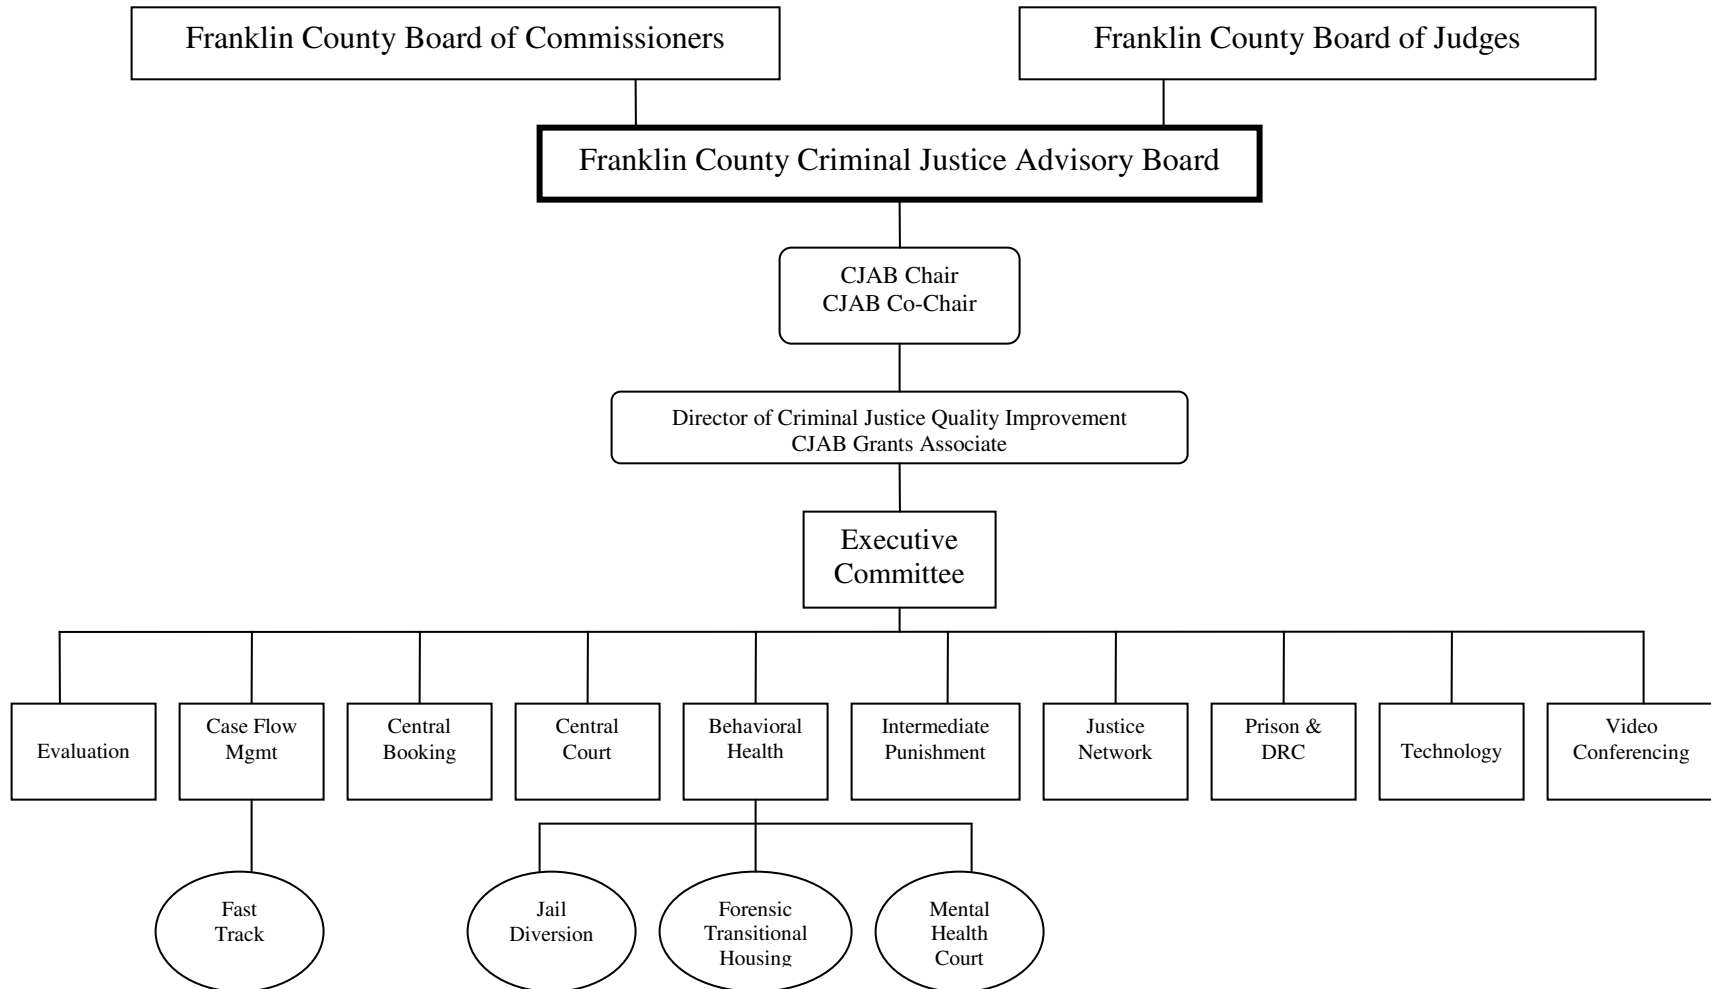 Franklin County Board of Commissioners
Franklin County Board of Judges
Franklin County Criminal Justice Advisory Board
CJAB Chair
CJAB Co-Chair
Director of Criminal Justice Quality Improvement
CJAB Grants Associate
Executive
Committee
Evaluation
Case Flow
Mgmt
Central
Booking
Central
Court
Behavioral
Health
Intermediate
Punishment
Justice
Network
Prison &
DRC
Technology
Video
Conferencing
Fast
Track
Jail
Diversion
Forensic
Transitional
Housing
Mental
Health
Court